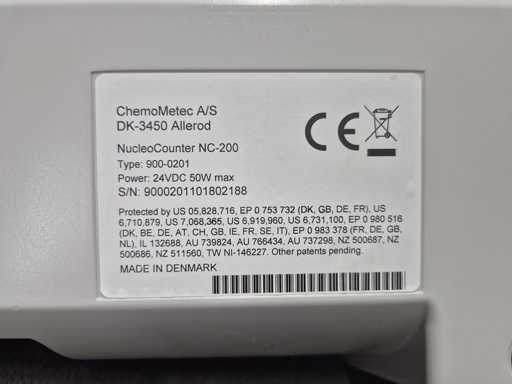 ChemoMetec A/S
DK-3450 Allerod
NucleoCounter NC-200
Type: 900-0201
Power: 24VDC 50W max
S/N: 9000201101802188
Protected by US 05,828,716, EP 0 753 732 (DK, GB, DE, FR), US
6,710,879, US 7,068,365, US 6,919,960, US 6,731,100, EP 0 980 516
(DK, BE, DE, AT, CH, GB, IE, FR, SE, IT), EP 0 983 378 (FR, DE, GB,
NL), IL 132688, AU 739824, AU 766434, AU 737298, NZ 500687, NZ
500686, NZ 511560, TW NI-146227. Other patents pending.
MADE IN DENMARK
CE